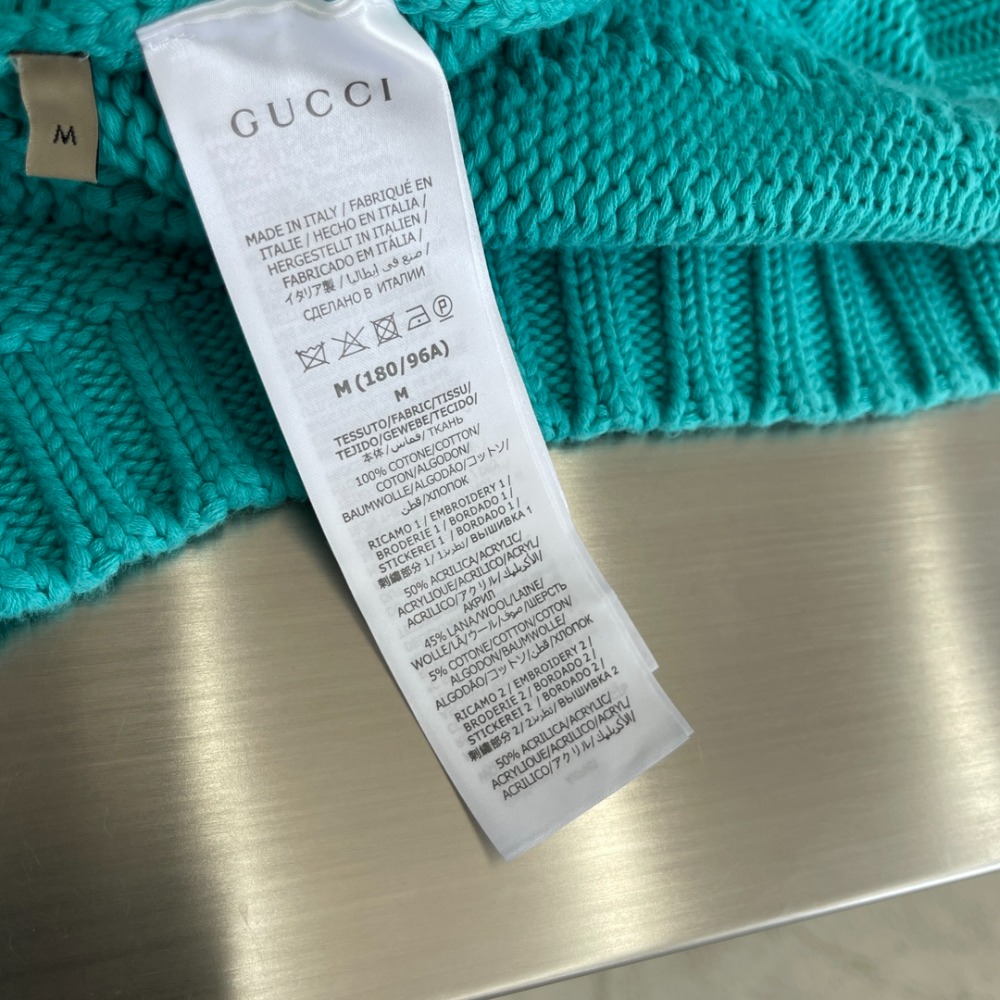 M
GUCCI
MADE IN ITALY / FABRIQUÉ EN
ITALIE / HECHO EN ITALIA /
HERGESTELLT IN ITALIEN /
FABRICADO EM ITÁLIA /
イタリア製 / صنع في إيطاليا /
СДЕЛАНО В ИТАЛИИ
P
M (180/96A)
M
TESSUTO/FABRIC/TISSU/
TEJIDO/GEWEBE/TECIDO/
本体/قماس/ ТКАНЬ
100% COTONE/COTTON/
COTON/ALGODON/
BAUMWOLLE/ALGODÃO/コットン/
قطن/ХЛОПОК
RICAMO 1 / EMBROIDERY 1 /
BRODERIE 1 / BORDADO 1 /
STICKEREI 1 / BORDADO 1 /
刺繍部分 1/ تطريز1/ ВЫШИВКА 1
50% ACRILICA/ACRYLIC/
ACRYLIQUE/ACRILICO/ACRYL/
ACRILICO/アクリル/الأكريليك/
АКРИЛ
45% LANA/WOOL/LAINE/
WOLLE/LÃ/ウール/صوف/ШЕРСТЬ
5% COTONE/COTTON/COTON/
ALGODON/BAUMWOLLE/
ALGODÃO/コットン/قطن/ХЛОПОК
RICAMO 2 / EMBROIDERY 2 /
BRODERIE 2 / BORDADO 2 /
STICKEREI 2 / BORDADO 2 /
刺繍部分 2/ تطريز2/ ВЫШИВКА 2
50% ACRILICA/ACRYLIC/
ACRYLIQUE/ACRILICO/ACRYL/
ACRILICO/アクリル/الأكريليك/